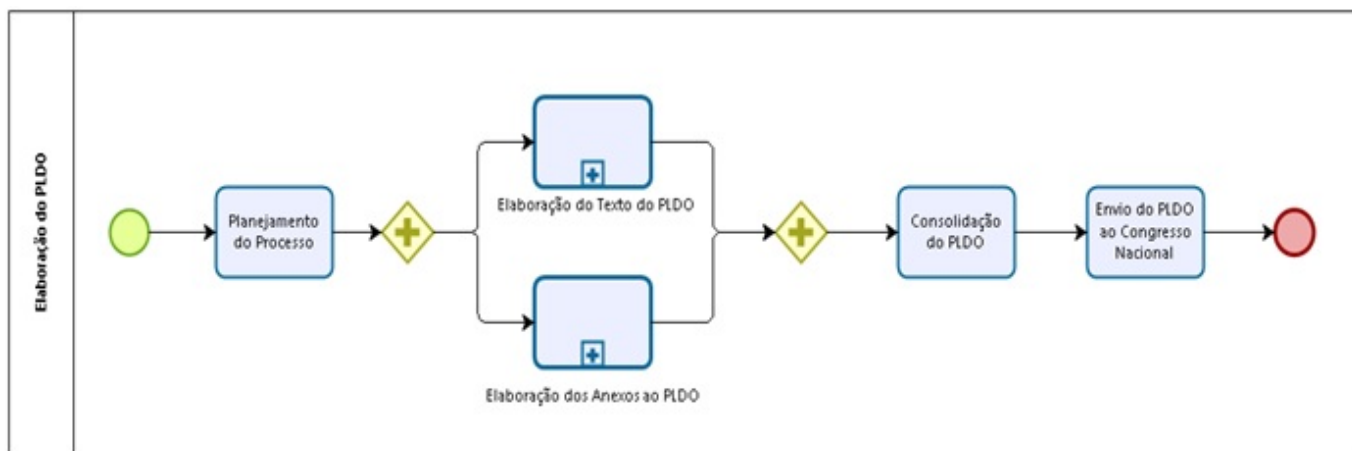 Elaboração do PLDO
Planejamento
do Processo
Elaboração do Texto do PLDO
Elaboração dos Anexos ao PLDO
Consolidação
do PLDO
Envio do PLDO
ao Congresso
Nacional